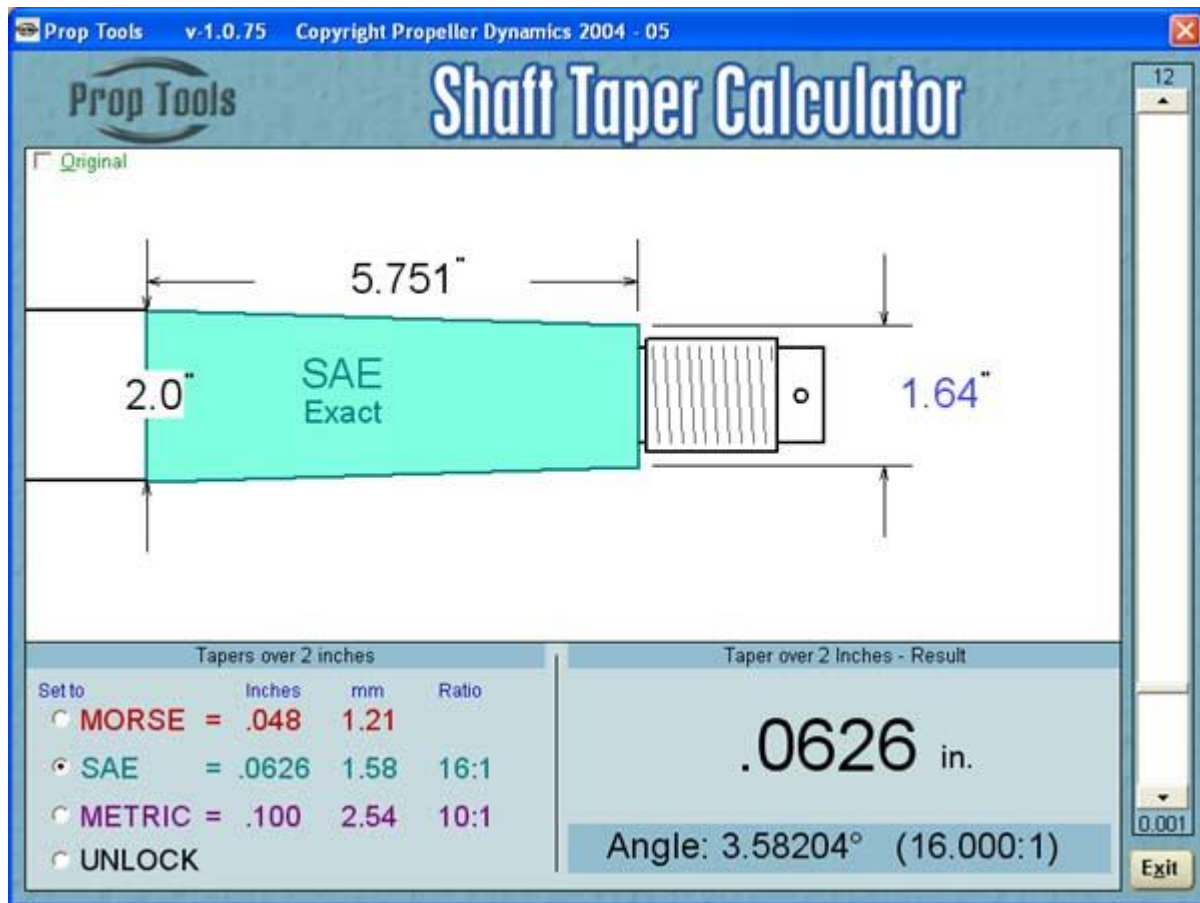 Prop Tools v-1.0.75 Copyright Propeller Dynamics 2004 - 05
Prop Tools
Shaft Taper Calculator
12
Original
5.751"
2.0"
SAE
Exact
1.64"
Tapers over 2 inches
Set to Inches mm Ratio
MORSE = .048 1.21
SAE = .0626 1.58 16:1
METRIC = .100 2.54 10:1
UNLOCK
Taper over 2 Inches - Result
.0626 in.
Angle: 3.58204° (16.000:1)
0.001
Exit